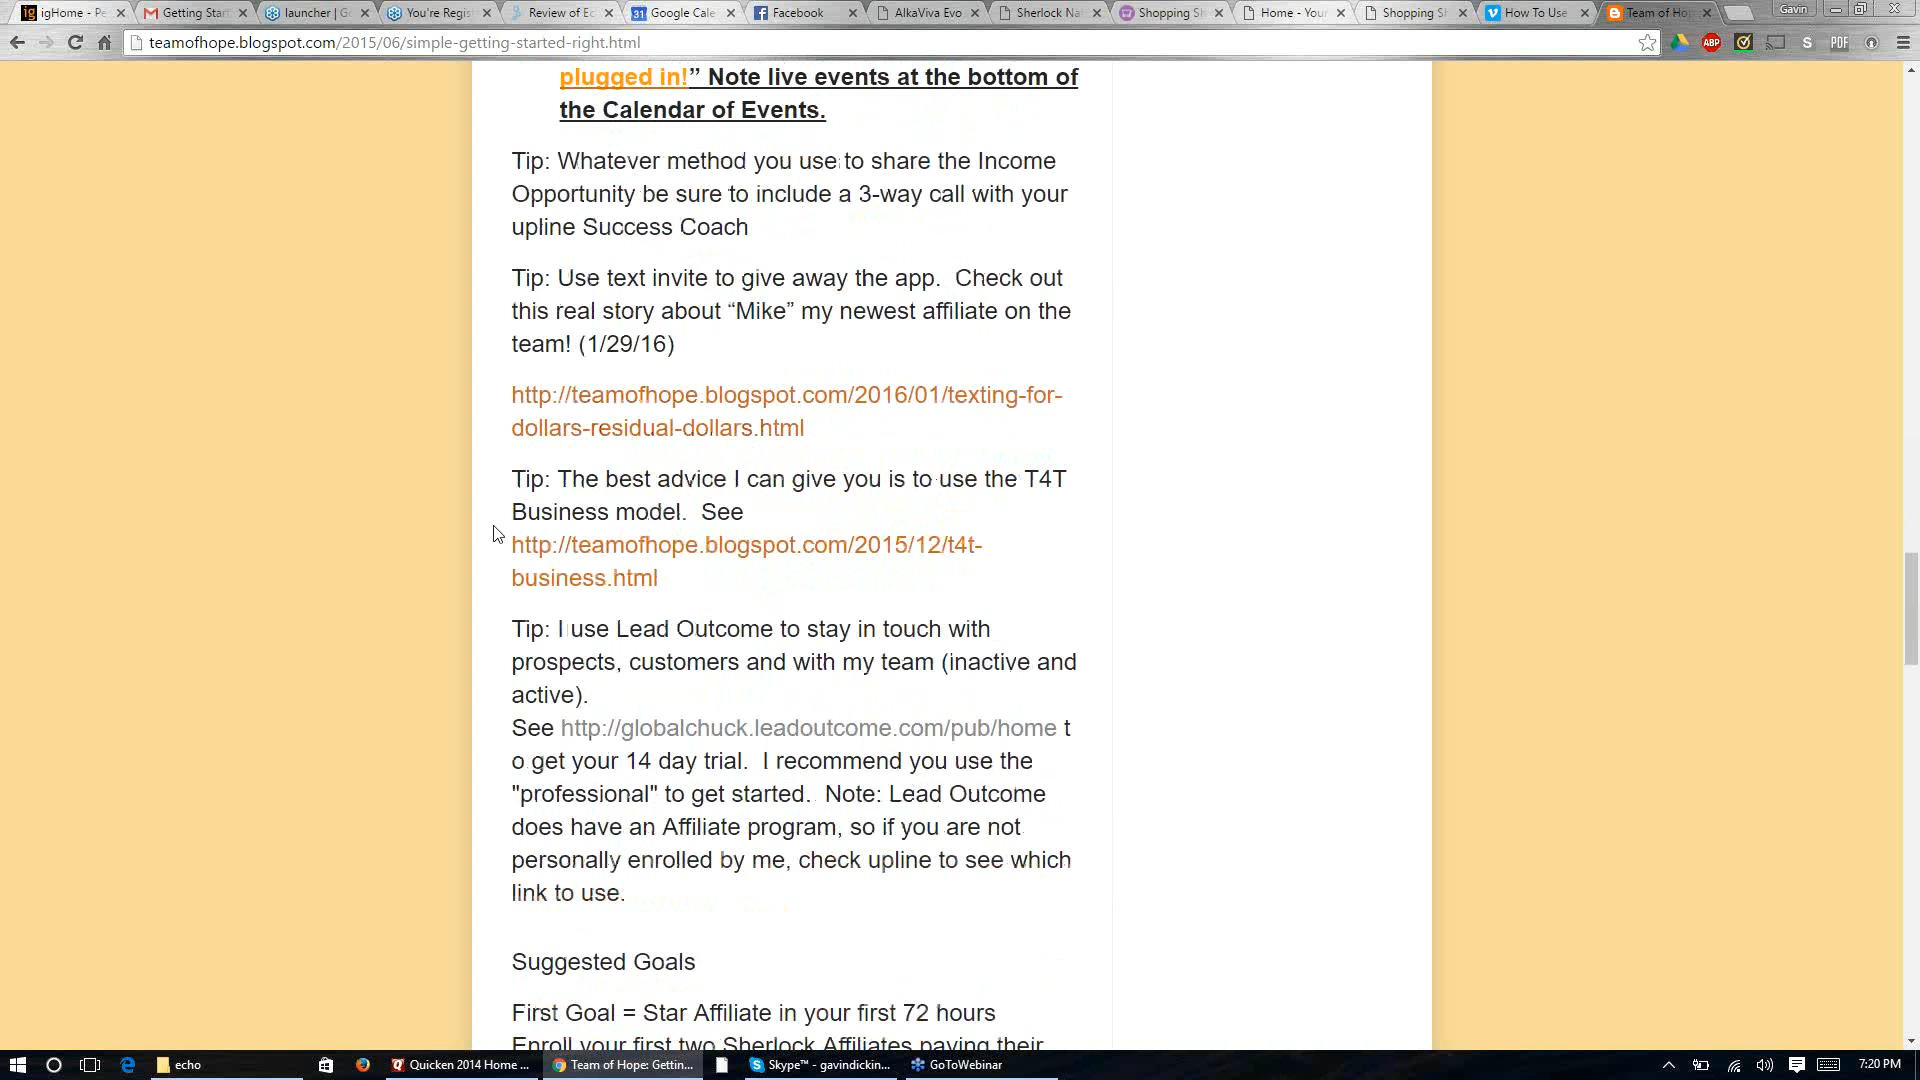 igHome - Pe
Getting Star
launcher | G
You're Regis
Review of E
Google Cale
Facebook
AlkaViva Evo
Sherlock Na
Shopping Sh
Home - Your
Shopping Sh
How To Use
Team of Hop
Gavin
teamofhope.blogspot.com/2015/06/simple-getting-started-right.html
plugged in!” Note live events at the bottom of
the Calendar of Events.
Tip: Whatever method you use to share the Income
Opportunity be sure to include a 3-way call with your
upline Success Coach
Tip: Use text invite to give away the app.  Check out
this real story about “Mike” my newest affiliate on the
team! (1/29/16)
http://teamofhope.blogspot.com/2016/01/texting-for-
dollars-residual-dollars.html
Tip: The best advice I can give you is to use the T4T
Business model.  See
http://teamofhope.blogspot.com/2015/12/t4t-
business.html
Tip: I use Lead Outcome to stay in touch with
prospects, customers and with my team (inactive and
active).
See http://globalchuck.leadoutcome.com/pub/home t
o get your 14 day trial.  I recommend you use the
"professional" to get started.  Note: Lead Outcome
does have an Affiliate program, so if you are not
personally enrolled by me, check upline to see which
link to use.
Suggested Goals
First Goal = Star Affiliate in your first 72 hours
Enroll your first two Sherlock Affiliates paying their
echo
Quicken 2014 Home ...
Team of Hope: Gettin...
Skype™ - gavindickin...
GoToWebinar
7:20 PM